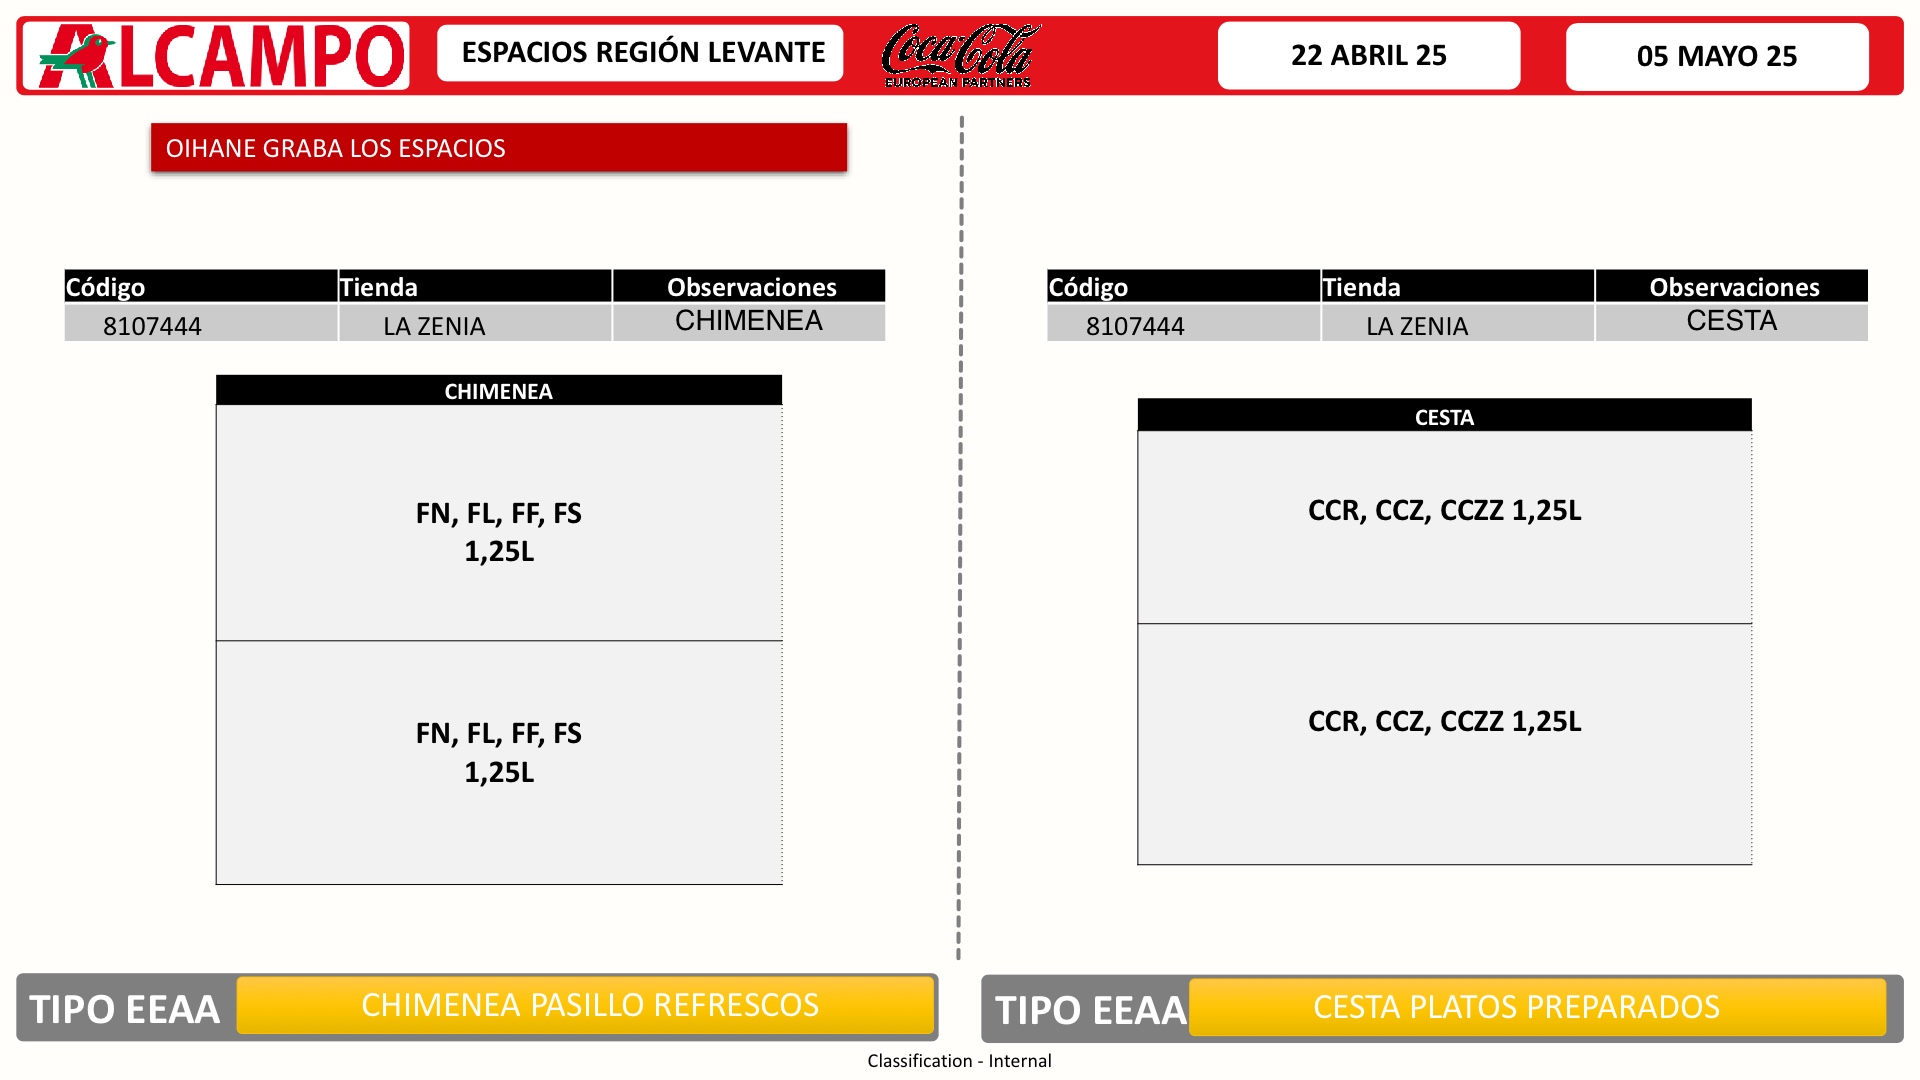 ALCAMPO
ESPACIOS REGIÓN LEVANTE
Coca-Cola
EUROPEAN PARTNERS
22 ABRIL 25
05 MAYO 25
OIHANE GRABA LOS ESPACIOS
Código Tienda Observaciones
8107444 LA ZENIA CHIMENEA
CHIMENEA
FN, FL, FF, FS
1,25L
FN, FL, FF, FS
1,25L
TIPO EEAA CHIMENEA PASILLO REFRESCOS
Código Tienda Observaciones
8107444 LA ZENIA CESTA
CESTA
CCR, CCZ, CCZZ 1,25L
CCR, CCZ, CCZZ 1,25L
TIPO EEAA CESTA PLATOS PREPARADOS
Classification - Internal